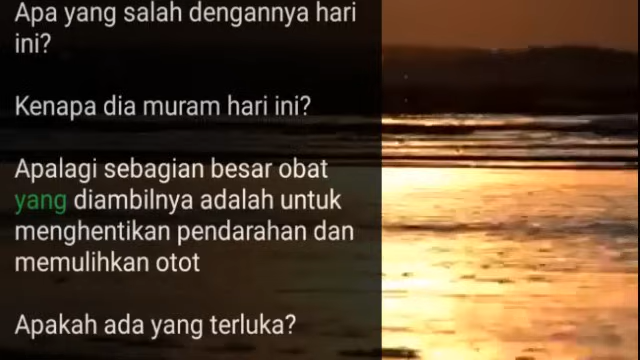 Apa yang salah dengannya hari
ini?
Kenapa dia muram hari ini?
Apalagi sebagian besar obat
yang diambilnya adalah untuk
menghentikan pendarahan dan
memulihkan otot
Apakah ada yang terluka?